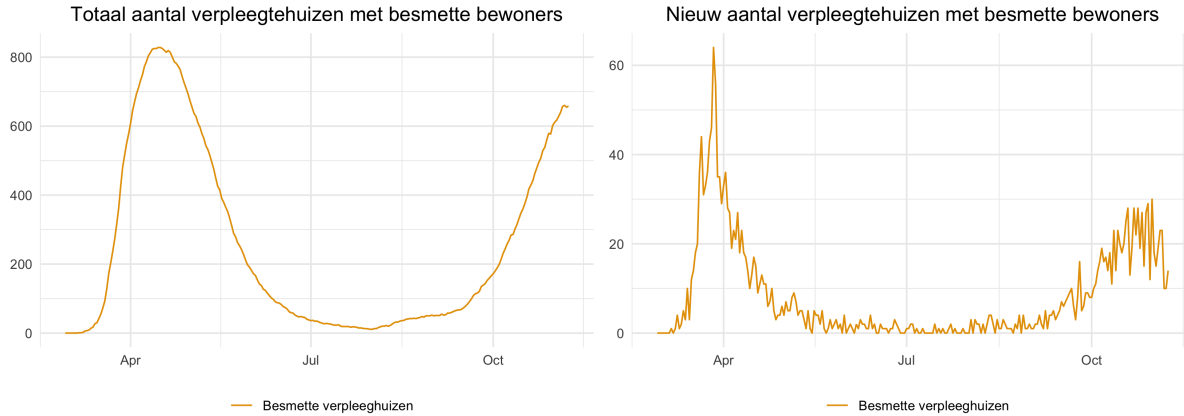 Totaal aantal verpleegtehuizen met besmette bewoners
800
600
400
200
0
Apr Jul Oct
Besmette verpleeghuizen
Nieuw aantal verpleegtehuizen met besmette bewoners
60
40
20
0
Apr Jul Oct
Besmette verpleeghuizen